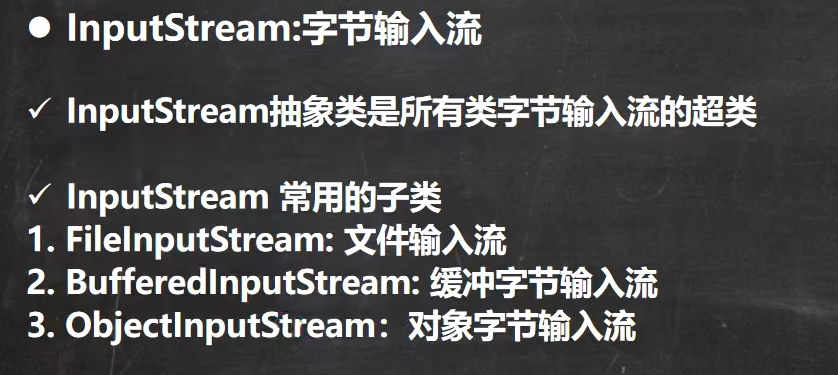 ● InputStream:字节输入流
✓ InputStream抽象类是所有类字节输入流的超类
✓ InputStream 常用的子类
1. FileInputStream: 文件输入流
2. BufferedInputStream: 缓冲字节输入流
3. ObjectInputStream：对象字节输入流